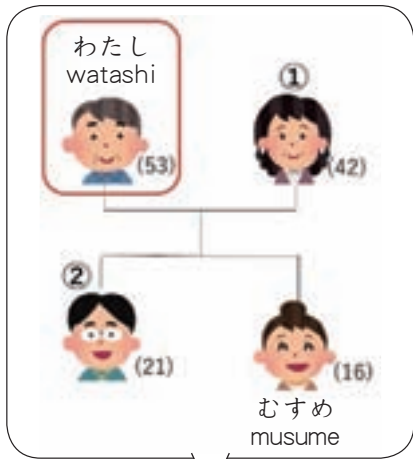 わたし
watashi
①
(53)
(42)
②
(21)
(16)
むすめ
musume